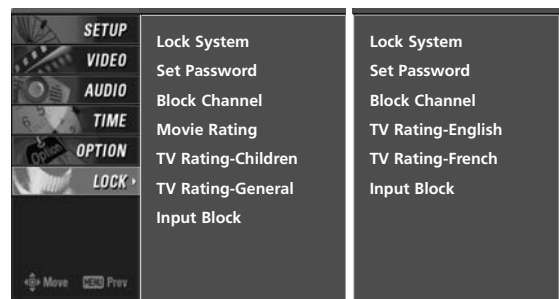 SETUP
VIDEO
AUDIO
TIME
OPTION
LOCK
Move MENU Prev
Lock System
Set Password
Block Channel
Movie Rating
TV Rating-Children
TV Rating-General
Input Block
Lock System
Set Password
Block Channel
TV Rating-English
TV Rating-French
Input Block